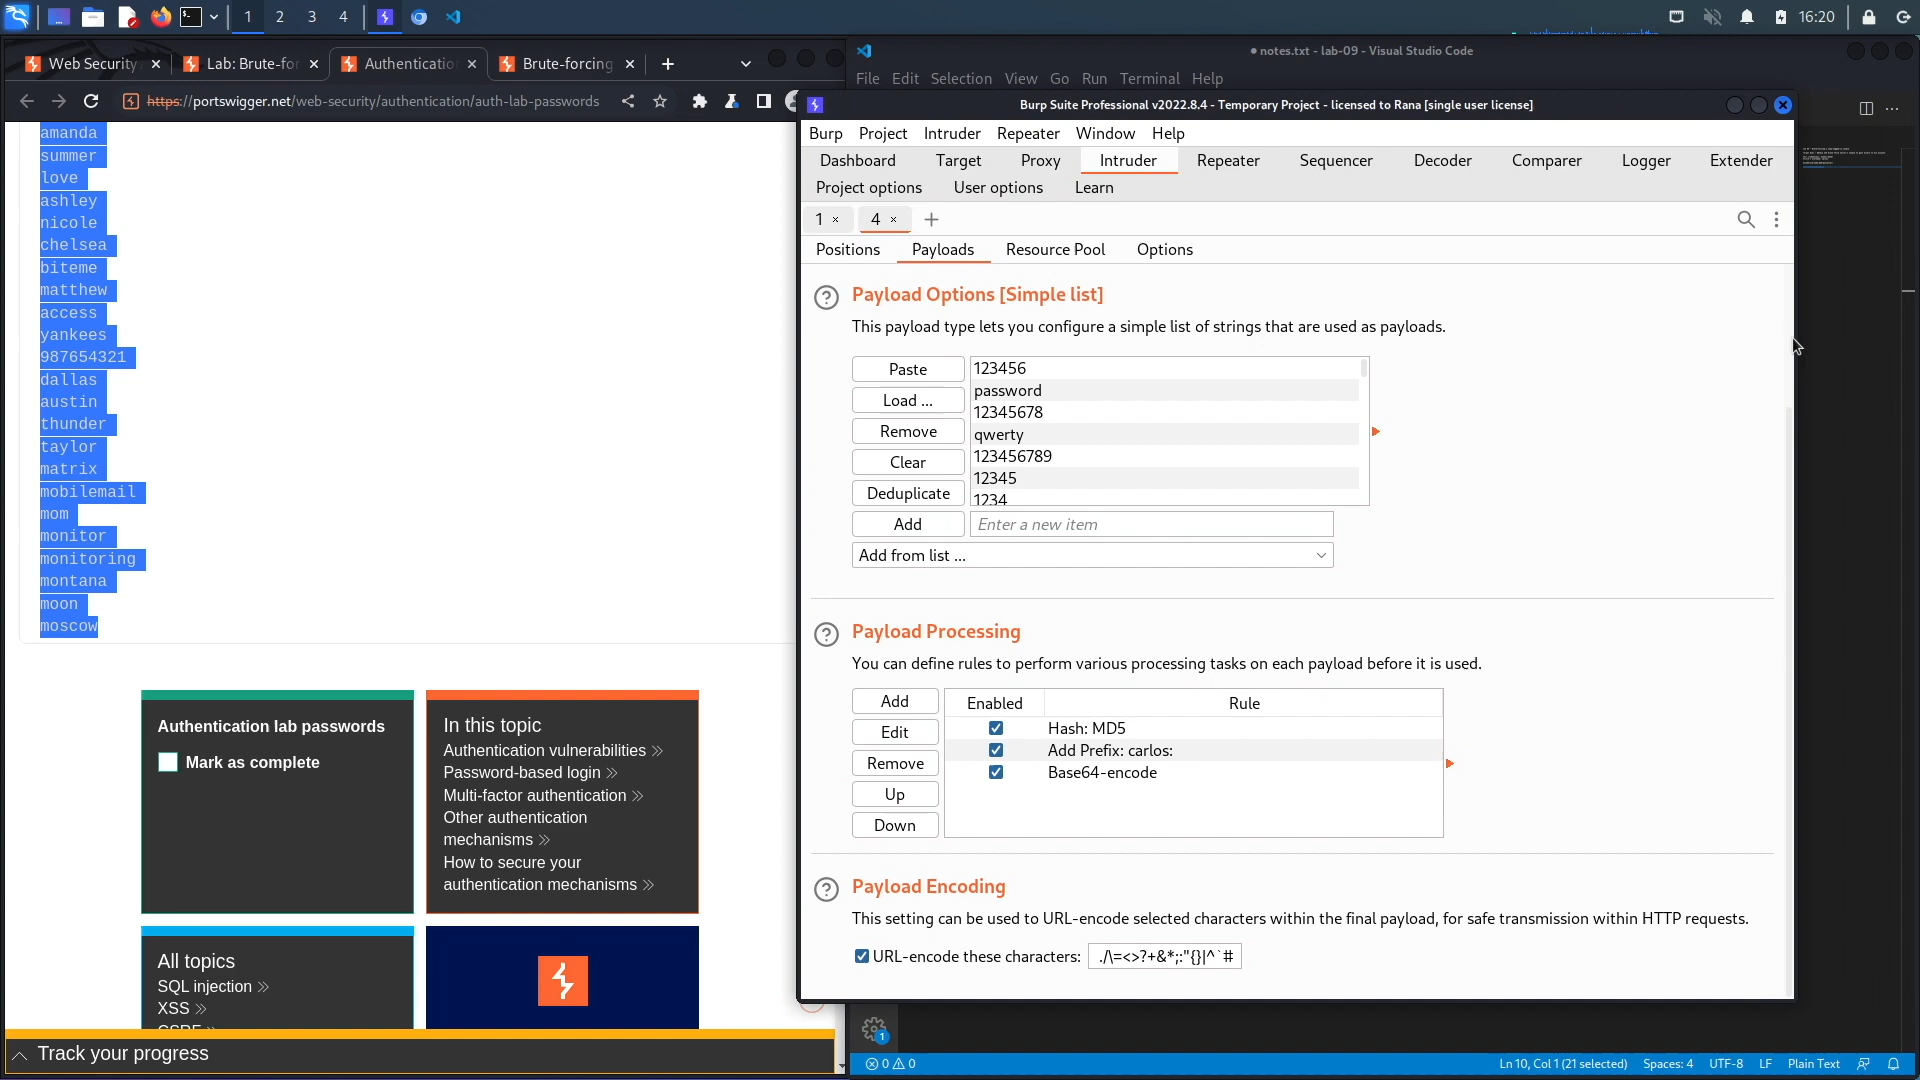 1
2
3
4
16:20
Web Security
Lab: Brute-for
Authenticatio
Brute-forcing
https://portswigger.net/web-security/authentication/auth-lab-passwords
amanda
summer
love
ashley
nicole
chelsea
biteme
matthew
access
yankees
987654321
dallas
austin
thunder
taylor
matrix
mobilemail
mom
monitor
monitoring
montana
moon
moscow
Authentication lab passwords
Mark as complete
In this topic
Authentication vulnerabilities
Password-based login
Multi-factor authentication
Other authentication
mechanisms
How to secure your
authentication mechanisms
All topics
SQL injection
XSS
CSRF
Track your progress
● notes.txt - lab-09 - Visual Studio Code
File Edit Selection View Go Run Terminal Help
Burp Suite Professional v2022.8.4 - Temporary Project - licensed to Rana [single user license]
Burp Project Intruder Repeater Window Help
Dashboard Target Proxy Intruder Repeater Sequencer Decoder Comparer Logger Extender
Project options User options Learn
1 × 4 × +
Positions Payloads Resource Pool Options
Payload Options [Simple list]
This payload type lets you configure a simple list of strings that are used as payloads.
Paste
Load ...
Remove
Clear
Deduplicate
Add
123456
password
12345678
qwerty
123456789
12345
1234
Enter a new item
Add from list ...
Payload Processing
You can define rules to perform various processing tasks on each payload before it is used.
Add
Edit
Remove
Up
Down
Enabled Rule
Hash: MD5
Add Prefix: carlos:
Base64-encode
Payload Encoding
This setting can be used to URL-encode selected characters within the final payload, for safe transmission within HTTP requests.
URL-encode these characters: ./\=<>?+&*;:"{}|^`#
1
0 0
Ln 10, Col 1 (21 selected) Spaces: 4 UTF-8 LF Plain Text